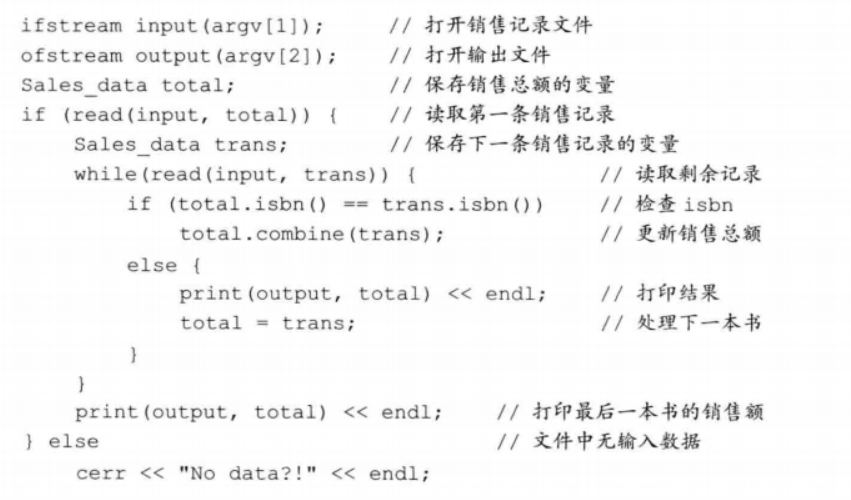 ifstream input(argv[1]);      // 打开销售记录文件
ofstream output(argv[2]);     // 打开输出文件
Sales_data total;             // 保存销售总额的变量
if (read(input, total)) {     // 读取第一条销售记录
    Sales_data trans;         // 保存下一条销售记录的变量
    while(read(input, trans)) {               // 读取剩余记录
        if (total.isbn() == trans.isbn())     // 检查 isbn
            total.combine(trans);             // 更新销售总额
        else {
            print(output, total) << endl;     // 打印结果
            total = trans;                    // 处理下一本书
        }
    }
    print(output, total) << endl;     // 打印最后一本书的销售额
} else                                // 文件中无输入数据
    cerr << "No data?!" << endl;